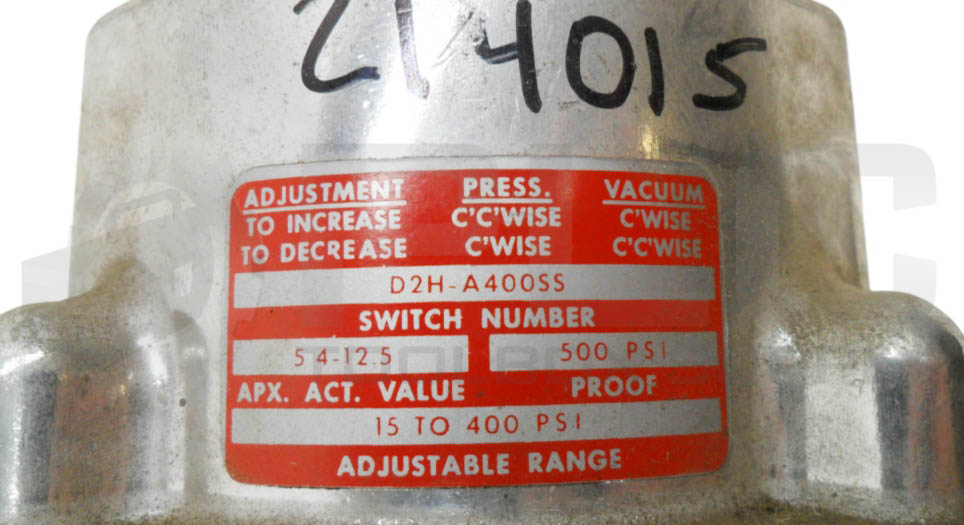 214015
ADJUSTMENT PRESS. VACUUM
TO INCREASE C'C'WISE C'WISE
TO DECREASE C'WISE C'C'WISE
D2H-A400SS
SWITCH NUMBER
5 4-12.5 500 PSI
APX. ACT. VALUE PROOF
15 TO 400 PSI
ADJUSTABLE RANGE